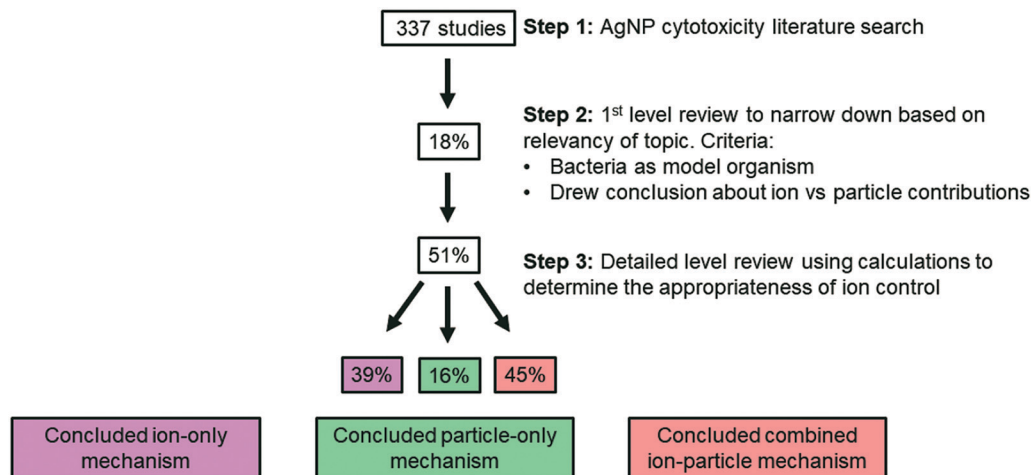 337 studies
Step 1: AgNP cytotoxicity literature search
18%
Step 2: 1st level review to narrow down based on
relevancy of topic. Criteria:
• Bacteria as model organism
• Drew conclusion about ion vs particle contributions
51%
Step 3: Detailed level review using calculations to
determine the appropriateness of ion control
39%
16%
45%
Concluded ion-only
mechanism
Concluded particle-only
mechanism
Concluded combined
ion-particle mechanism